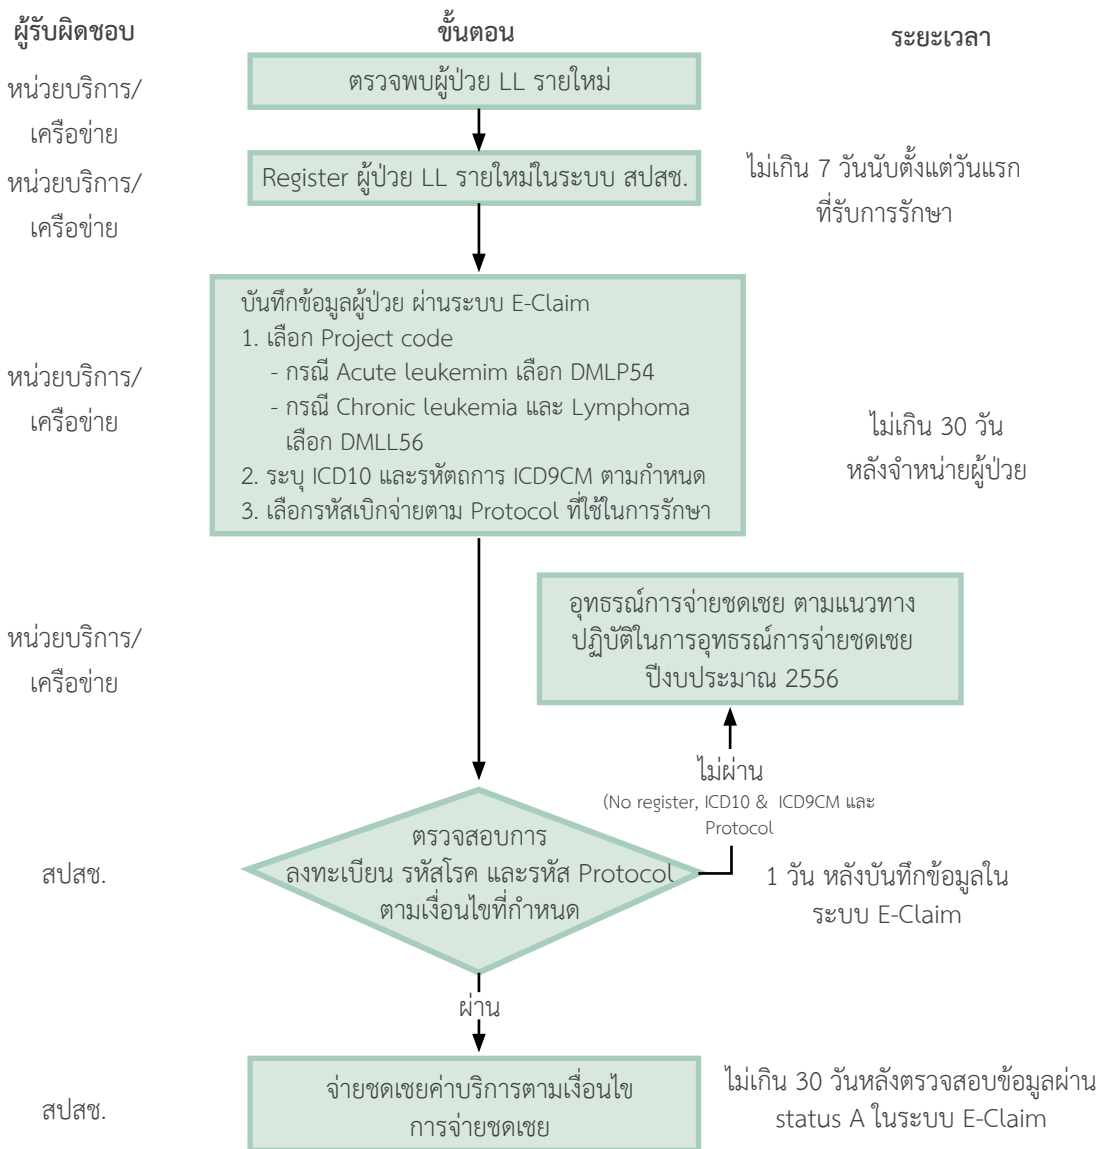 ผู้รับผิดชอบ
ขั้นตอน
ระยะเวลา
หน่วยบริการ/
เครือข่าย
ตรวจพบผู้ป่วย LL รายใหม่
หน่วยบริการ/
เครือข่าย
Register ผู้ป่วย LL รายใหม่ในระบบ สปสช.
ไม่เกิน 7 วันนับตั้งแต่วันแรก
ที่รับการรักษา
หน่วยบริการ/
เครือข่าย
บันทึกข้อมูลผู้ป่วย ผ่านระบบ E-Claim
1. เลือก Project code
- กรณี Acute leukemim เลือก DMLP54
- กรณี Chronic leukemia และ Lymphoma
เลือก DMLL56
2. ระบุ ICD10 และรหัตถการ ICD9CM ตามกำหนด
3. เลือกรหัสเบิกจ่ายตาม Protocol ที่ใช้ในการรักษา
ไม่เกิน 30 วัน
หลังจำหน่ายผู้ป่วย
หน่วยบริการ/
เครือข่าย
อุทธรณ์การจ่ายชดเชย ตามแนวทาง
ปฏิบัติในการอุทธรณ์การจ่ายชดเชย
ปีงบประมาณ 2556
ไม่ผ่าน
(No register, ICD10 & ICD9CM และ
Protocol
สปสช.
ตรวจสอบการ
ลงทะเบียน รหัสโรค และรหัส Protocol
ตามเงื่อนไขที่กำหนด
1 วัน หลังบันทึกข้อมูลใน
ระบบ E-Claim
ผ่าน
สปสช.
จ่ายชดเชยค่าบริการตามเงื่อนไข
การจ่ายชดเชย
ไม่เกิน 30 วันหลังตรวจสอบข้อมูลผ่าน
status A ในระบบ E-Claim